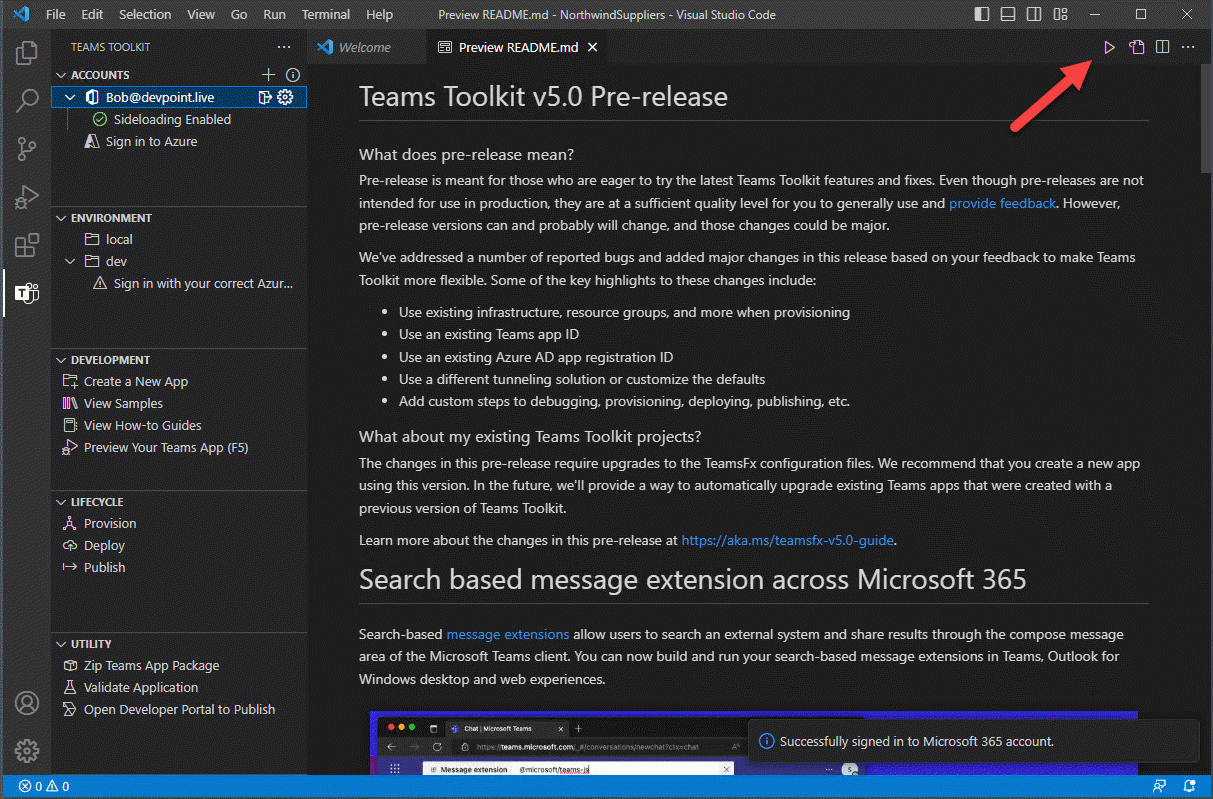 File Edit Selection View Go Run Terminal Help Preview README.md - NorthwindSuppliers - Visual Studio Code
TEAMS TOOLKIT
Welcome
Preview README.md
ACCOUNTS
Bob@devpoint.live
Sideloading Enabled
Sign in to Azure
ENVIRONMENT
local
dev
Sign in with your correct Azur...
DEVELOPMENT
Create a New App
View Samples
View How-to Guides
Preview Your Teams App (F5)
LIFECYCLE
Provision
Deploy
Publish
UTILITY
Zip Teams App Package
Validate Application
Open Developer Portal to Publish
Teams Toolkit v5.0 Pre-release
What does pre-release mean?
Pre-release is meant for those who are eager to try the latest Teams Toolkit features and fixes. Even though pre-releases are not
intended for use in production, they are at a sufficient quality level for you to generally use and provide feedback. However,
pre-release versions can and probably will change, and those changes could be major.
We've addressed a number of reported bugs and added major changes in this release based on your feedback to make Teams
Toolkit more flexible. Some of the key highlights to these changes include:
• Use existing infrastructure, resource groups, and more when provisioning
• Use an existing Teams app ID
• Use an existing Azure AD app registration ID
• Use a different tunneling solution or customize the defaults
• Add custom steps to debugging, provisioning, deploying, publishing, etc.
What about my existing Teams Toolkit projects?
The changes in this pre-release require upgrades to the TeamsFx configuration files. We recommend that you create a new app
using this version. In the future, we'll provide a way to automatically upgrade existing Teams apps that were created with a
previous version of Teams Toolkit.
Learn more about the changes in this pre-release at https://aka.ms/teamsfx-v5.0-guide.
Search based message extension across Microsoft 365
Search-based message extensions allow users to search an external system and share results through the compose message
area of the Microsoft Teams client. You can now build and run your search-based message extensions in Teams, Outlook for
Windows desktop and web experiences.
Chat | Microsoft Teams
https://teams.microsoft.com/_#/conversations/newchat?ctx=chat
Message extension @microsoft/teams-js
Successfully signed in to Microsoft 365 account.
0 0